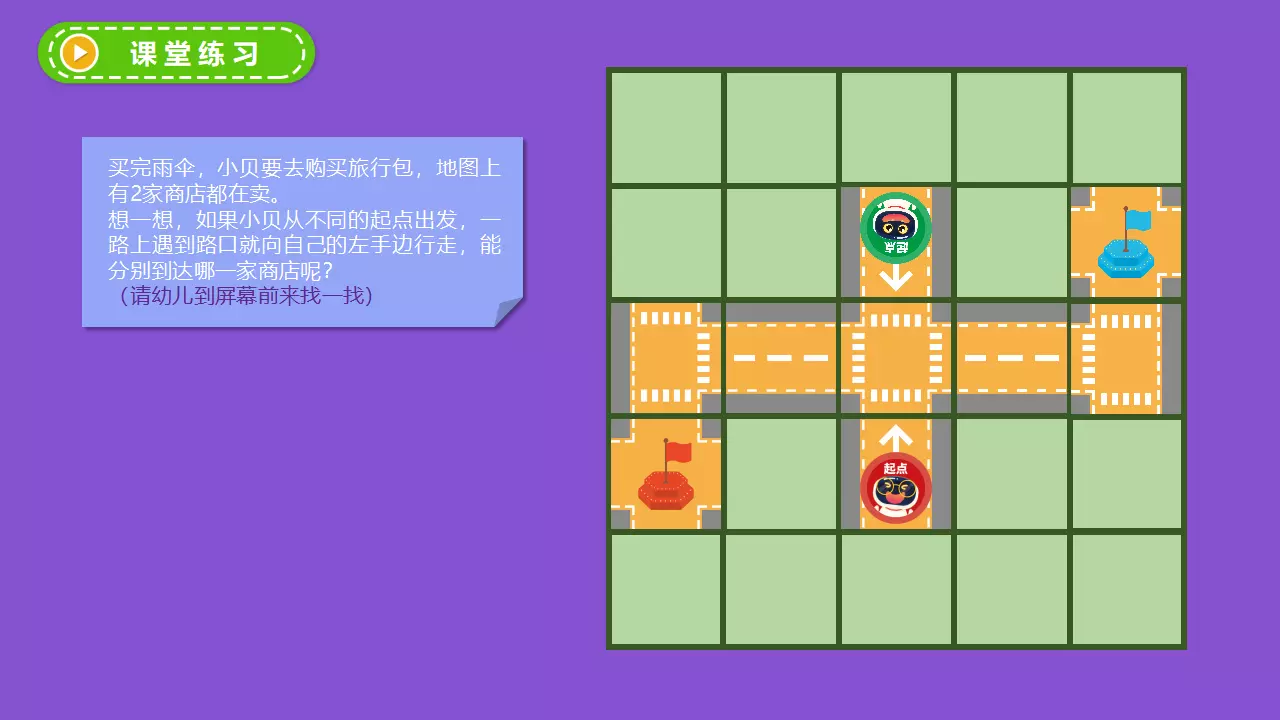 课堂练习
买完雨伞，小贝要去购买旅行包，地图上
有2家商店都在卖。
想一想，如果小贝从不同的起点出发，一
路上遇到路口就向自己的左手边行走，能
分别到达哪一家商店呢？
（请幼儿到屏幕前来找一找）
起点
起点